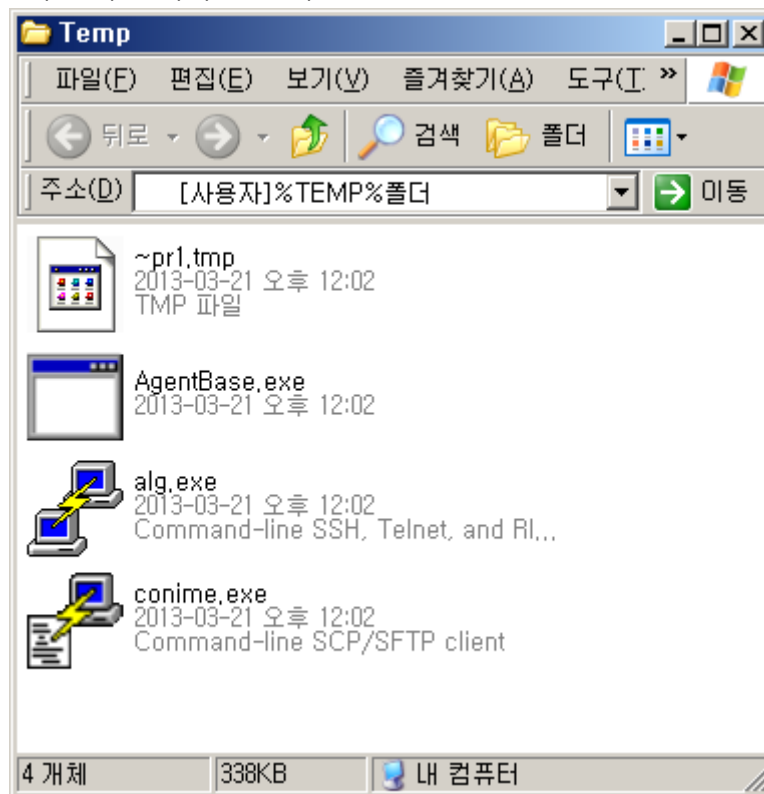 Temp
파일(F) 편집(E) 보기(V) 즐겨찾기(A) 도구(T
뒤로 검색 폴더
주소(D) [사용자]%TEMP%폴더 이동
~pr1.tmp
2013-03-21 오후 12:02
TMP 파일
AgentBase.exe
2013-03-21 오후 12:02
alg.exe
2013-03-21 오후 12:02
Command-line SSH, Telnet, and Rl...
conime.exe
2013-03-21 오후 12:02
Command-line SCP/SFTP client
4 개체 338KB 내 컴퓨터